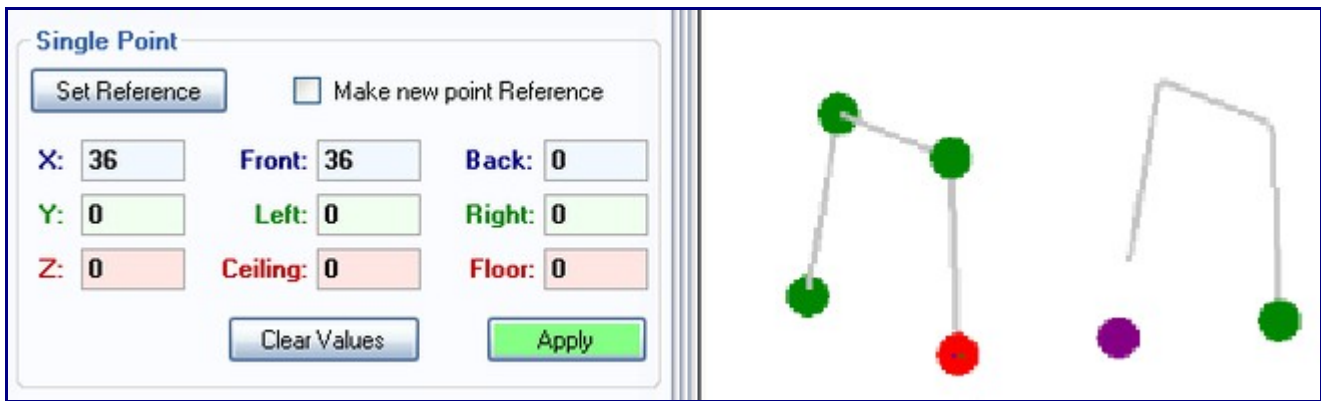 Single Point
Set Reference Make new point Reference
X: 36 Front: 36 Back: 0
Y: 0 Left: 0 Right: 0
Z: 0 Ceiling: 0 Floor: 0
Clear Values Apply